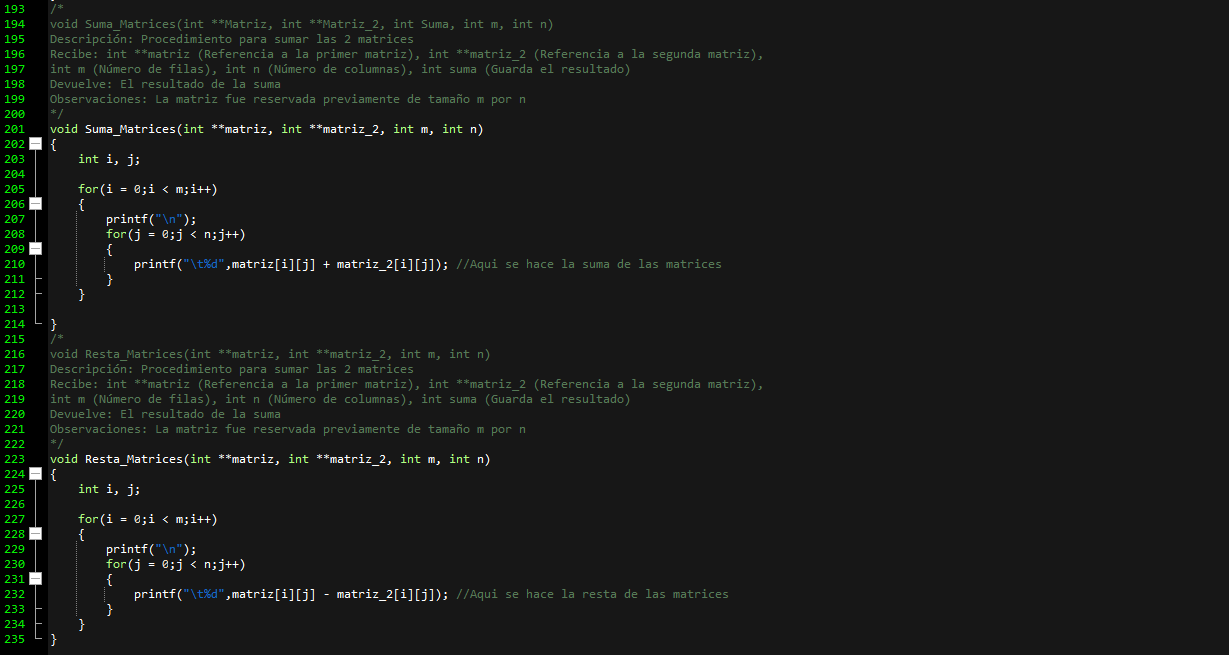 193 /*
194 void Suma_Matrices(int **Matriz, int **Matriz_2, int Suma, int m, int n)
195 Descripción: Procedimiento para sumar las 2 matrices
196 Recibe: int **matriz (Referencia a la primer matriz), int **matriz_2 (Referencia a la segunda matriz),
197 int m (Número de filas), int n (Número de columnas), int suma (Guarda el resultado)
198 Devuelve: El resultado de la suma
199 Observaciones: La matriz fue reservada previamente de tamaño m por n
200 */
201 void Suma_Matrices(int **matriz, int **matriz_2, int m, int n)
202 {
203     int i, j;
204
205     for(i = 0;i < m;i++)
206     {
207         printf("\n");
208         for(j = 0;j < n;j++)
209         {
210             printf("\t%d",matriz[i][j] + matriz_2[i][j]); //Aqui se hace la suma de las matrices
211         }
212     }
213
214 }
215 /*
216 void Resta_Matrices(int **matriz, int **matriz_2, int m, int n)
217 Descripción: Procedimiento para sumar las 2 matrices
218 Recibe: int **matriz (Referencia a la primer matriz), int **matriz_2 (Referencia a la segunda matriz),
219 int m (Número de filas), int n (Número de columnas), int suma (Guarda el resultado)
220 Devuelve: El resultado de la suma
221 Observaciones: La matriz fue reservada previamente de tamaño m por n
222 */
223 void Resta_Matrices(int **matriz, int **matriz_2, int m, int n)
224 {
225     int i, j;
226
227     for(i = 0;i < m;i++)
228     {
229         printf("\n");
230         for(j = 0;j < n;j++)
231         {
232             printf("\t%d",matriz[i][j] - matriz_2[i][j]); //Aqui se hace la resta de las matrices
233         }
234     }
235 }